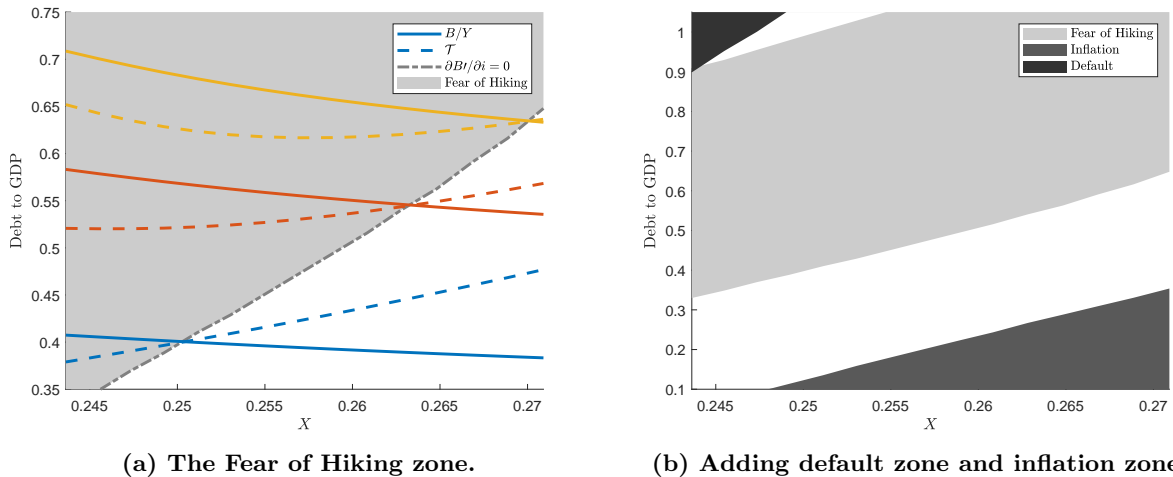 0.75
0.7
0.65
0.6
0.55
0.5
0.45
0.4
0.35
Debt to GDP
B/Y
𝒯
∂B′/∂i = 0
Fear of Hiking
0.245
0.25
0.255
0.26
0.265
0.27
X
(a) The Fear of Hiking zone.
1
0.9
0.8
0.7
0.6
0.5
0.4
0.3
0.2
0.1
Debt to GDP
Fear of Hiking
Inflation
Default
0.245
0.25
0.255
0.26
0.265
0.27
X
(b) Adding default zone and inflation zone